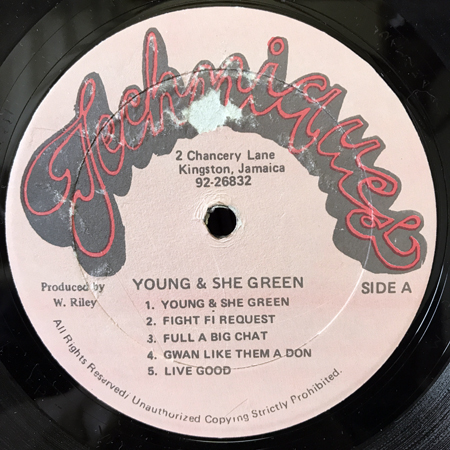 Techniques
2 Chancery Lane
Kingston, Jamaica
92-26832
Produced by
W. Riley
YOUNG & SHE GREEN
SIDE A
1. YOUNG & SHE GREEN
2. FIGHT FI REQUEST
3. FULL A BIG CHAT
4. GWAN LIKE THEM A DON
5. LIVE GOOD
All Rights Reserved/ Unauthorized Copying Strictly Prohibited.